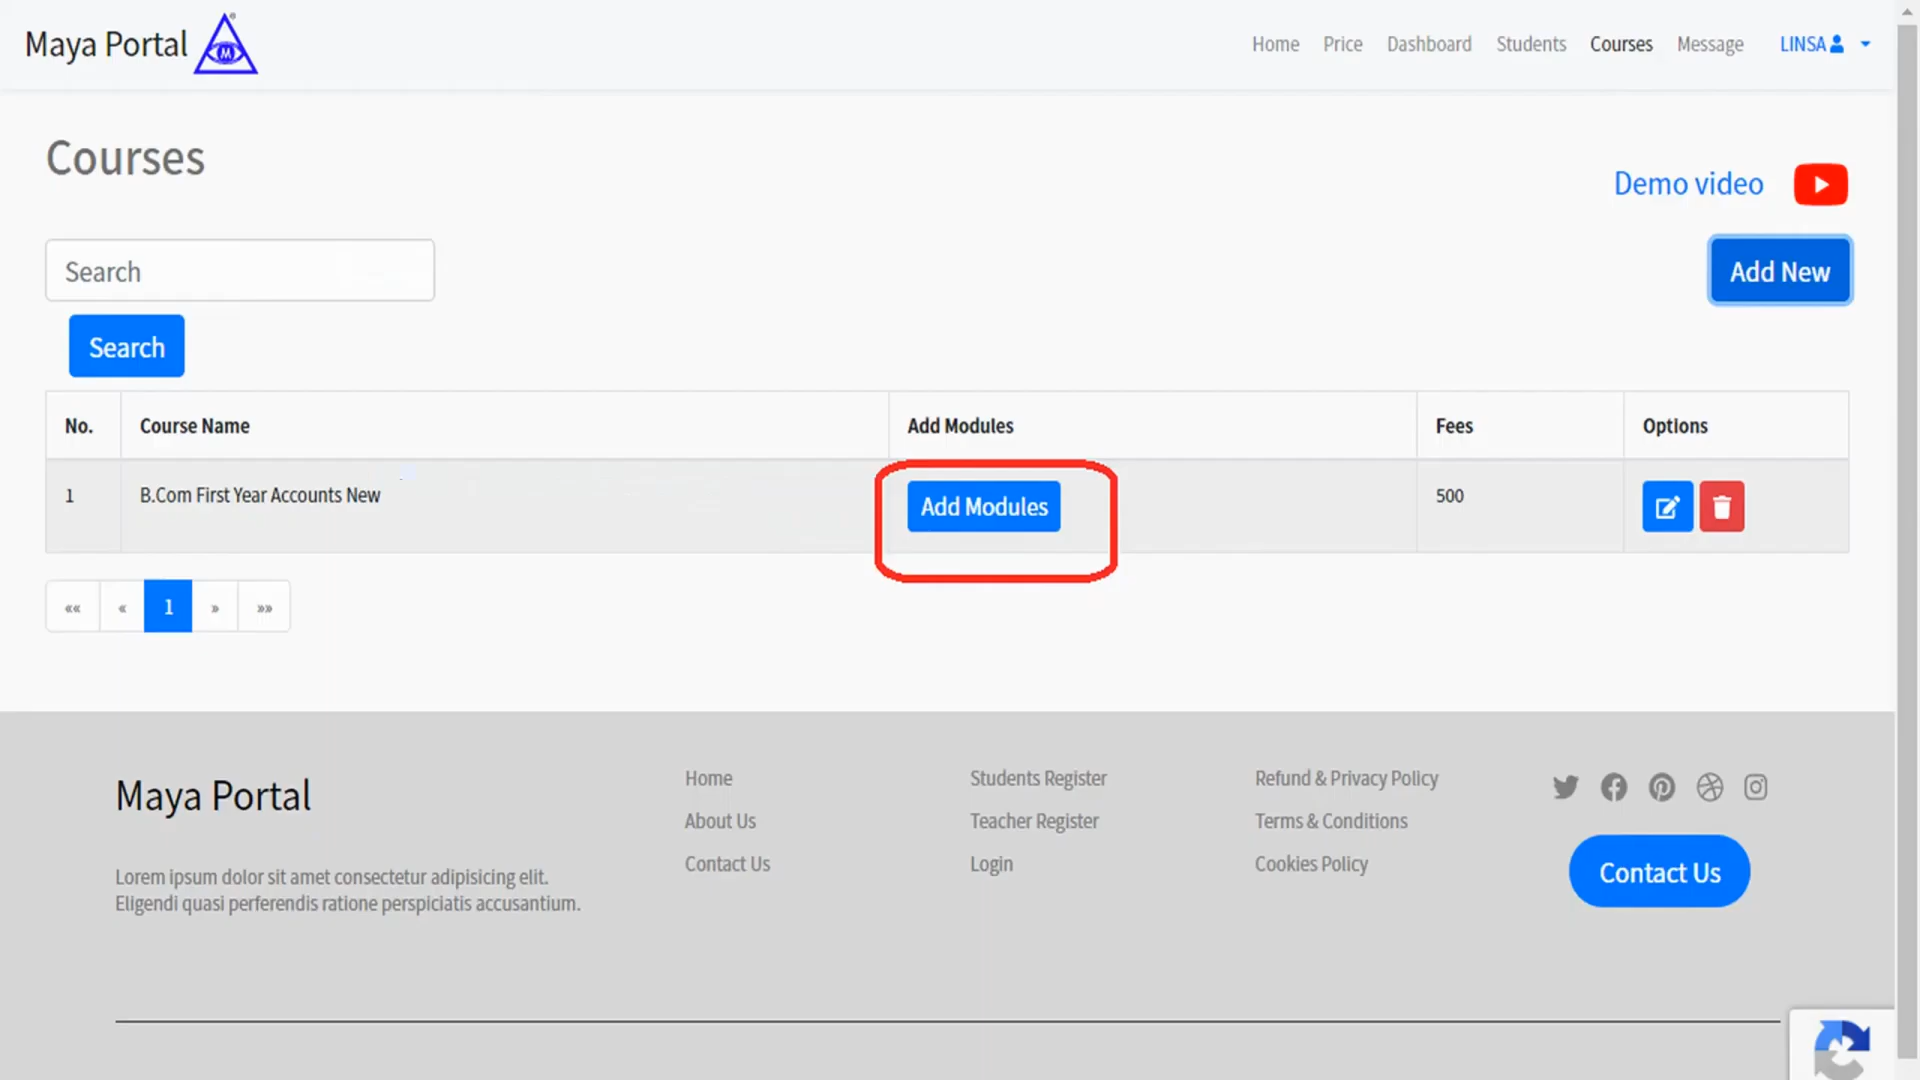 Maya Portal M ®
Home Price Dashboard Students Courses Message LINSA
Courses
Demo video
Search
Add New
Search
No. Course Name Add Modules Fees Options
1 B.Com First Year Accounts New Add Modules 500
«« « 1 » »»
Maya Portal
Lorem ipsum dolor sit amet consectetur adipisicing elit.
Eligendi quasi perferendis ratione perspiciatis accusantium.
Home
About Us
Contact Us
Students Register
Teacher Register
Login
Refund & Privacy Policy
Terms & Conditions
Cookies Policy
Contact Us